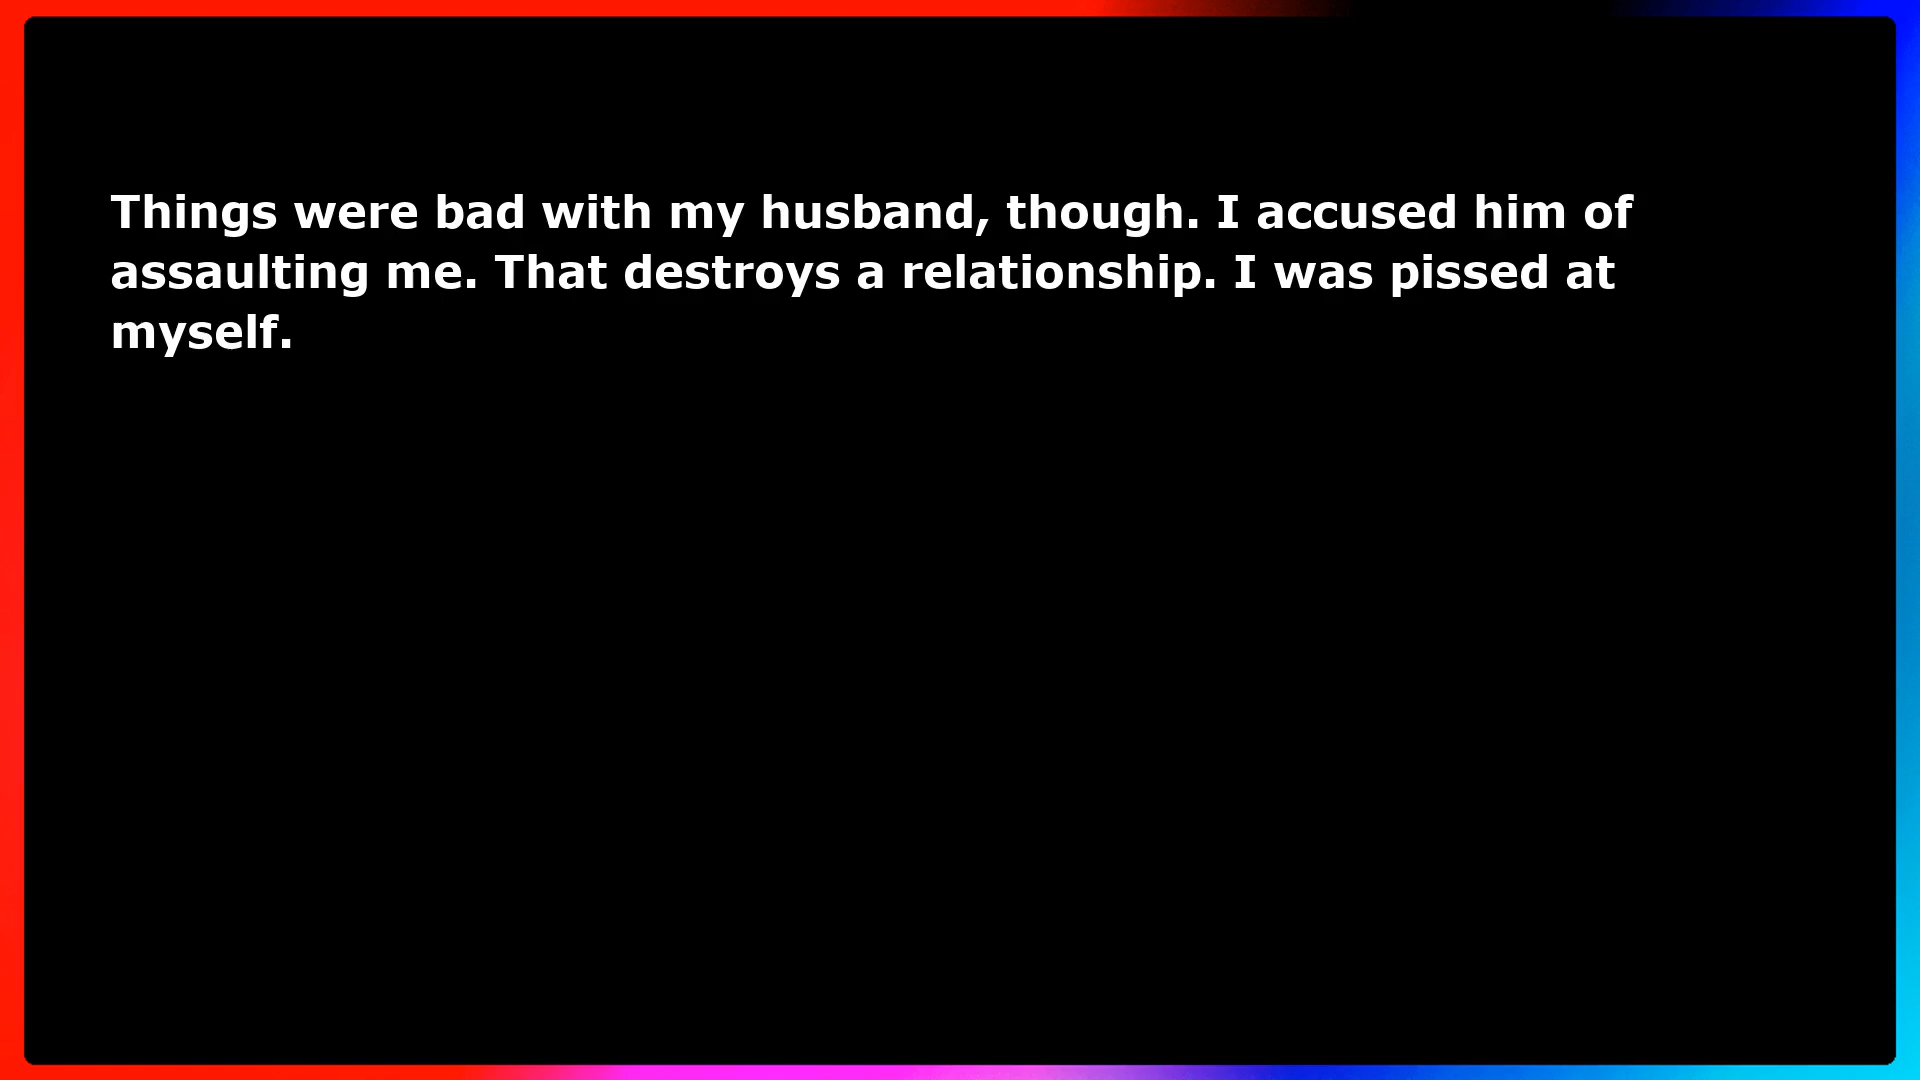 Things were bad with my husband, though. I accused him of
assaulting me. That destroys a relationship. I was pissed at
myself.